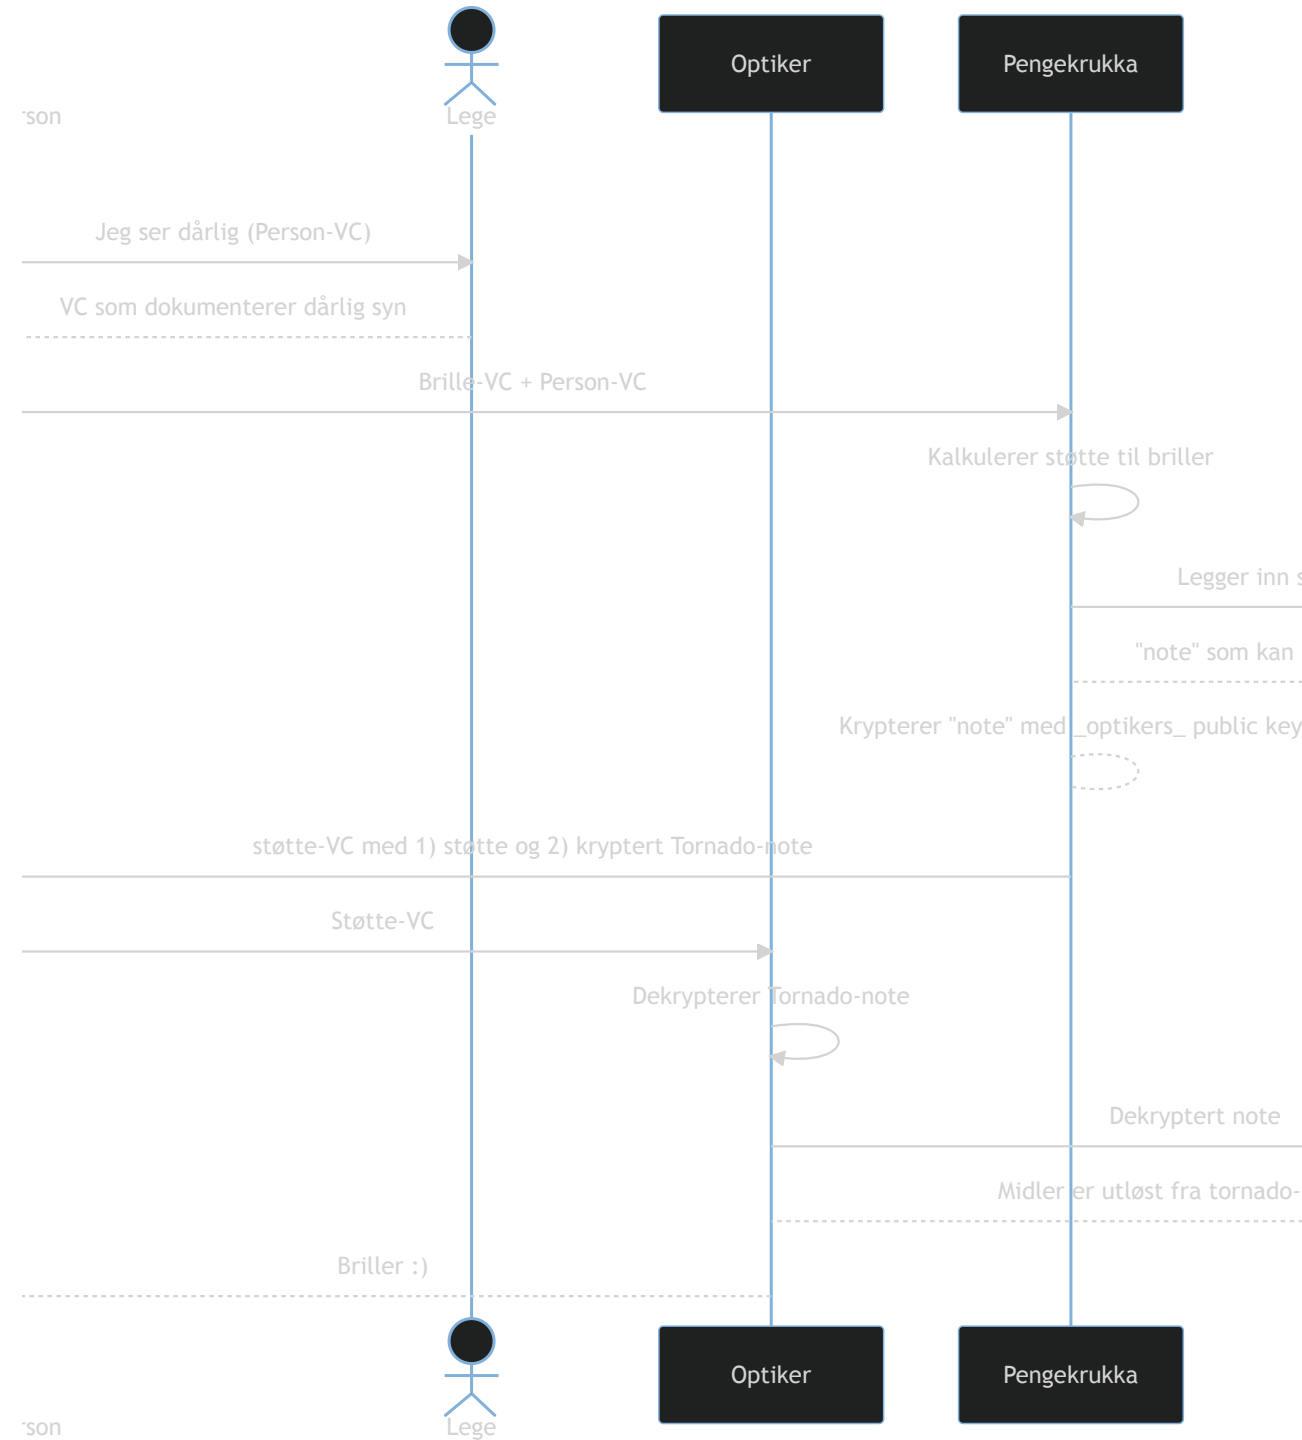 Optiker
Pengekrukka
rson
Lege
Jeg ser dårlig (Person-VC)
VC som dokumenterer dårlig syn
Brille-VC + Person-VC
Kalkulerer støtte til briller
Legger inn s
"note" som kan
Krypterer "note" med _optikers_ public key
støtte-VC med 1) støtte og 2) kryptert Tornado-note
Støtte-VC
Dekrypterer Tornado-note
Dekryptert note
Midler er utløst fra tornado-
Briller :)
Optiker
Pengekrukka
rson
Lege